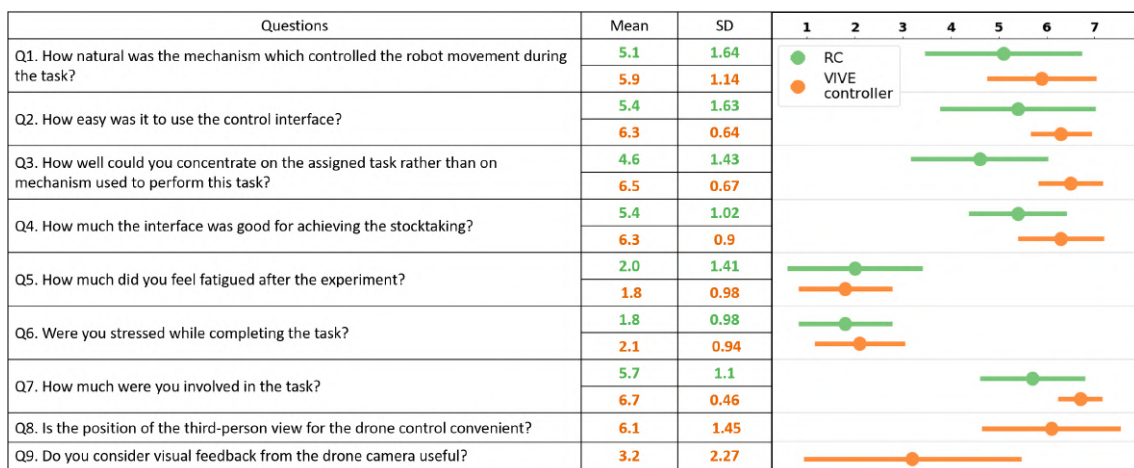 Questions Mean SD 1 2 3 4 5 6 7
RC
VIVE
controller
Q1. How natural was the mechanism which controlled the robot movement during
the task?
5.1 1.64
5.9 1.14
Q2. How easy was it to use the control interface?
5.4 1.63
6.3 0.64
Q3. How well could you concentrate on the assigned task rather than on
mechanism used to perform this task?
4.6 1.43
6.5 0.67
Q4. How much the interface was good for achieving the stocktaking?
5.4 1.02
6.3 0.9
Q5. How much did you feel fatigued after the experiment?
2.0 1.41
1.8 0.98
Q6. Were you stressed while completing the task?
1.8 0.98
2.1 0.94
Q7. How much were you involved in the task?
5.7 1.1
6.7 0.46
Q8. Is the position of the third-person view for the drone control convenient? 6.1 1.45
Q9. Do you consider visual feedback from the drone camera useful? 3.2 2.27